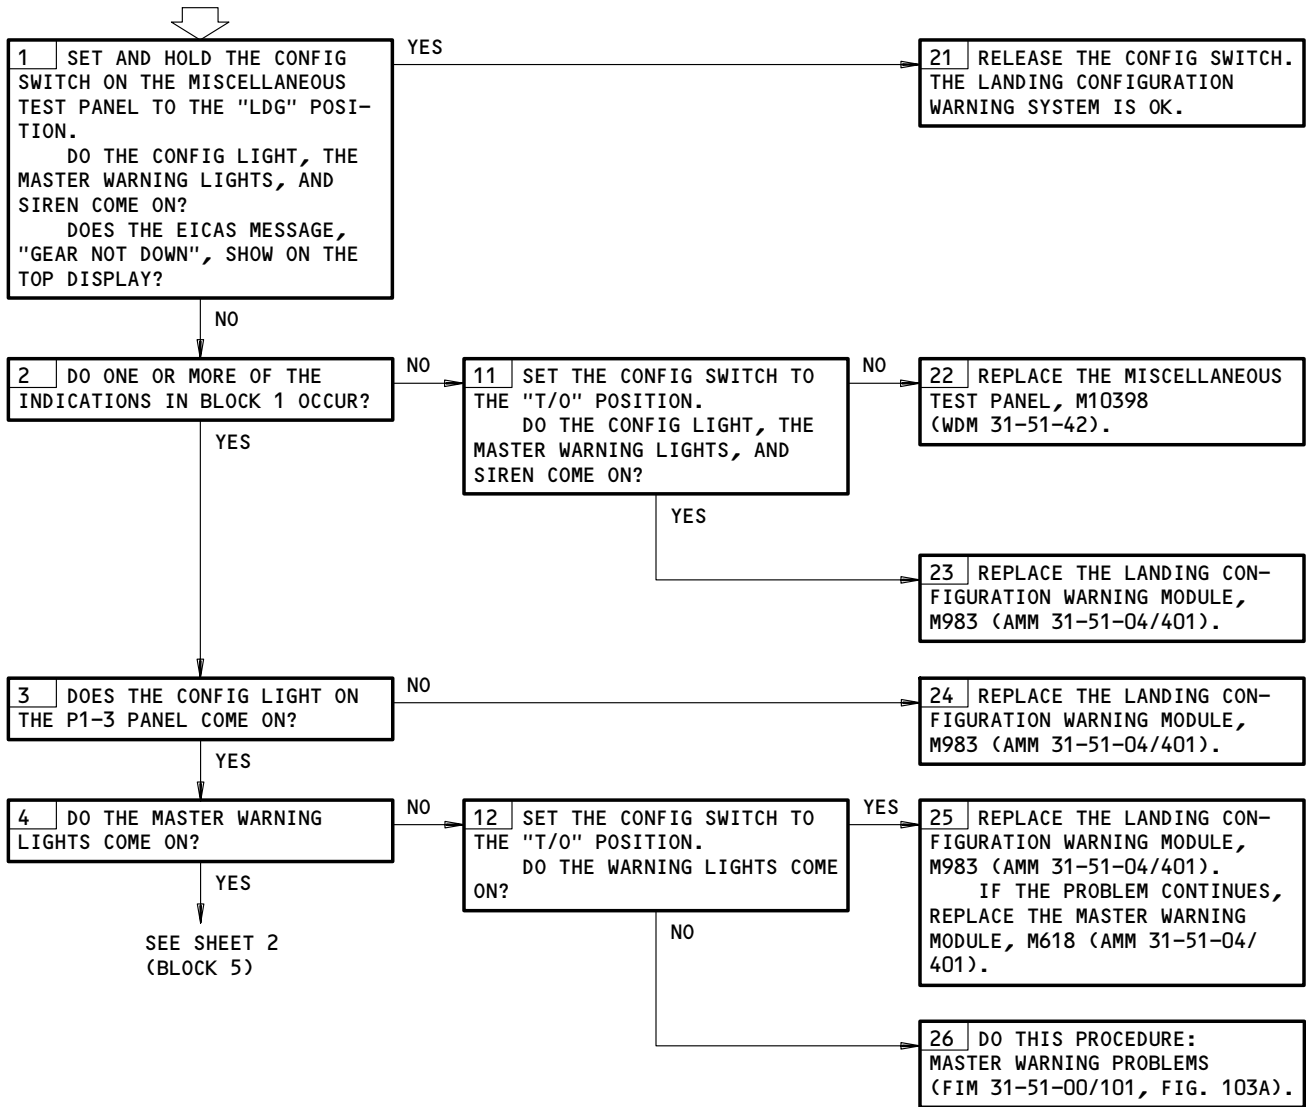 1 SET AND HOLD THE CONFIG
SWITCH ON THE MISCELLANEOUS
TEST PANEL TO THE "LDG" POSI-
TION.
DO THE CONFIG LIGHT, THE
MASTER WARNING LIGHTS, AND
SIREN COME ON?
DOES THE EICAS MESSAGE,
"GEAR NOT DOWN", SHOW ON THE
TOP DISPLAY?
YES
21 RELEASE THE CONFIG SWITCH.
THE LANDING CONFIGURATION
WARNING SYSTEM IS OK.
NO
2 DO ONE OR MORE OF THE
INDICATIONS IN BLOCK 1 OCCUR?
NO
11 SET THE CONFIG SWITCH TO
THE "T/O" POSITION.
DO THE CONFIG LIGHT, THE
MASTER WARNING LIGHTS, AND
SIREN COME ON?
NO
22 REPLACE THE MISCELLANEOUS
TEST PANEL, M10398
(WDM 31-51-42).
YES
YES
23 REPLACE THE LANDING CON-
FIGURATION WARNING MODULE,
M983 (AMM 31-51-04/401).
3 DOES THE CONFIG LIGHT ON
THE P1-3 PANEL COME ON?
NO
24 REPLACE THE LANDING CON-
FIGURATION WARNING MODULE,
M983 (AMM 31-51-04/401).
YES
4 DO THE MASTER WARNING
LIGHTS COME ON?
NO
12 SET THE CONFIG SWITCH TO
THE "T/O" POSITION.
DO THE WARNING LIGHTS COME
ON?
YES
25 REPLACE THE LANDING CON-
FIGURATION WARNING MODULE,
M983 (AMM 31-51-04/401).
IF THE PROBLEM CONTINUES,
REPLACE THE MASTER WARNING
MODULE, M618 (AMM 31-51-04/
401).
YES
SEE SHEET 2
(BLOCK 5)
NO
26 DO THIS PROCEDURE:
MASTER WARNING PROBLEMS
(FIM 31-51-00/101, FIG. 103A).